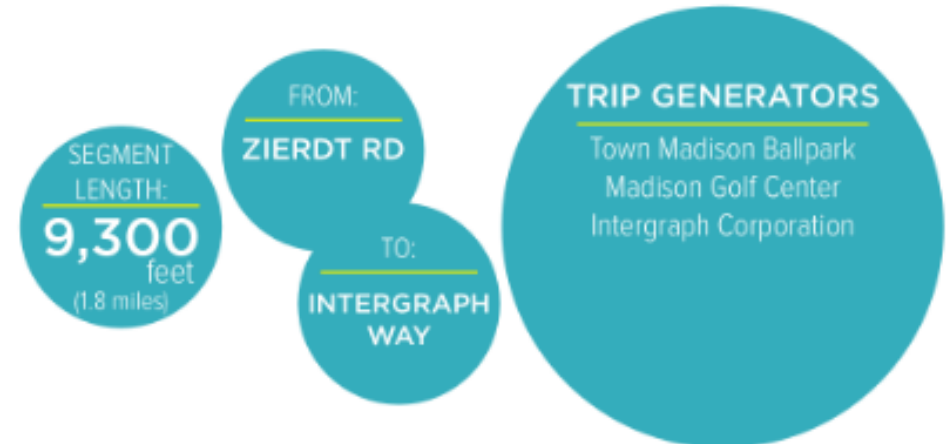 SEGMENT
LENGTH:
9,300
feet
(1.8 miles)
FROM:
ZIERDT RD
TO:
INTERGRAPH
WAY
TRIP GENERATORS
Town Madison Ballpark
Madison Golf Center
Intergraph Corporation